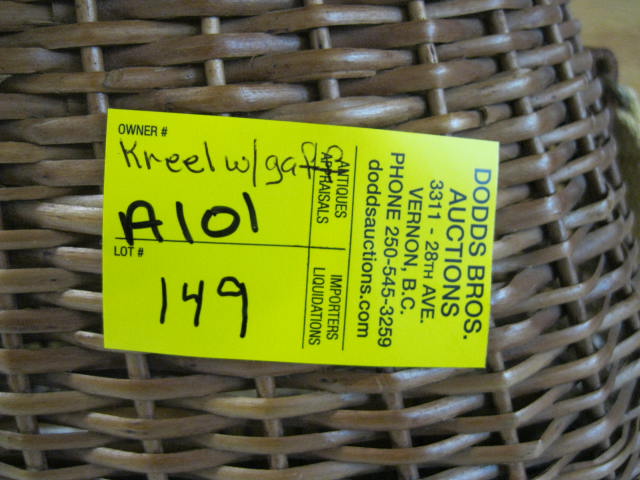 OWNER #
Kreel w/gaff
A101
LOT #
149
ANTIQUES
APPRAISALS
IMPORTERS
LIQUIDATIONS
DODDS BROS.
AUCTIONS
3311 - 28TH AVE.
VERNON, B.C.
PHONE 250-545-3259
doddsauctions.com